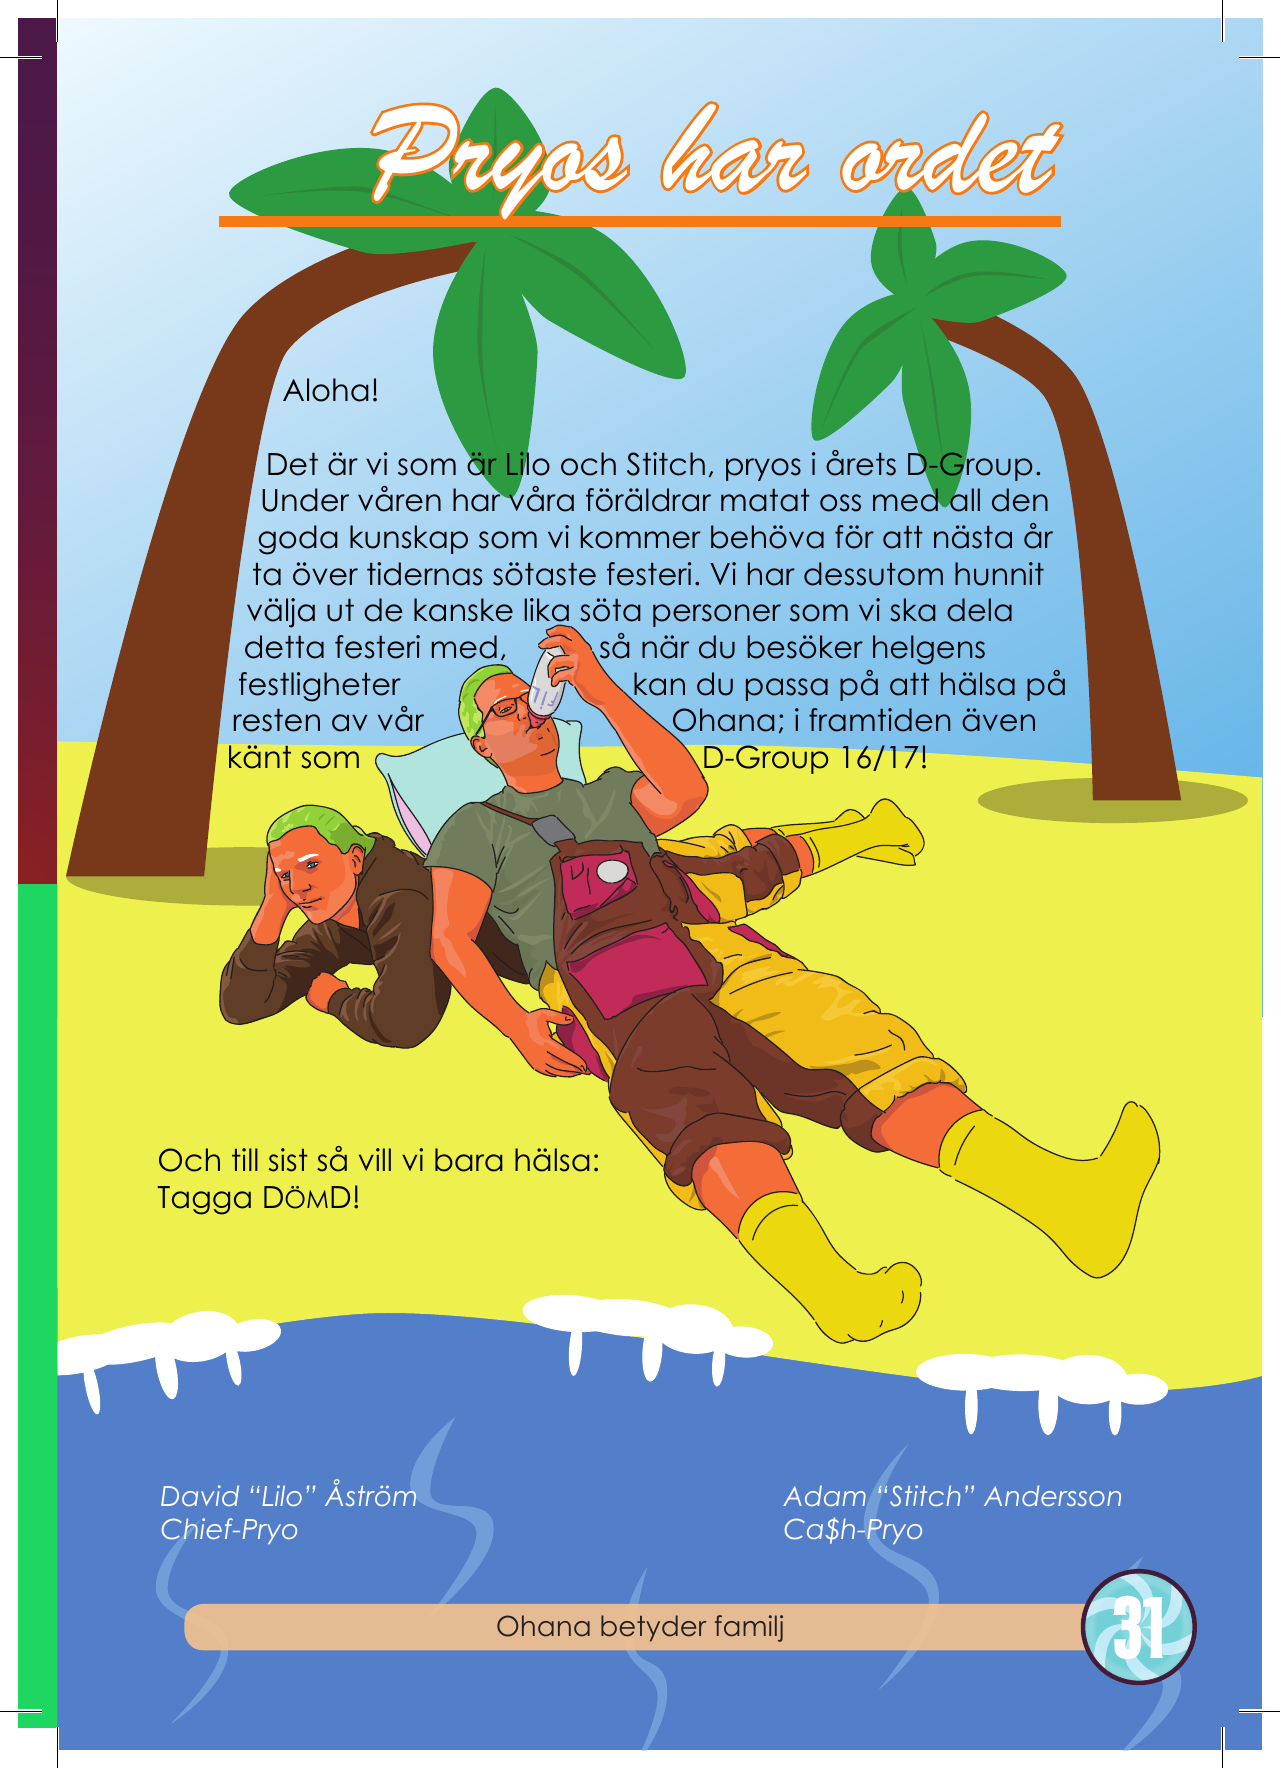 Pryos har ordet
Aloha!
Det är vi som är Lilo och Stitch, pryos i årets D-Group.
Under våren har våra föräldrar matat oss med all den
goda kunskap som vi kommer behöva för att nästa år
ta över tidernas sötaste festeri. Vi har dessutom hunnit
välja ut de kanske lika söta personer som vi ska dela
detta festeri med, så när du besöker helgens
festligheter kan du passa på att hälsa på
resten av vår Ohana; i framtiden även
känt som D-Group 16/17!
Och till sist så vill vi bara hälsa:
Tagga DÖMD!
David “Lilo” Åström
Chief-Pryo
Adam “Stitch” Andersson
Ca$h-Pryo
Ohana betyder familj
31